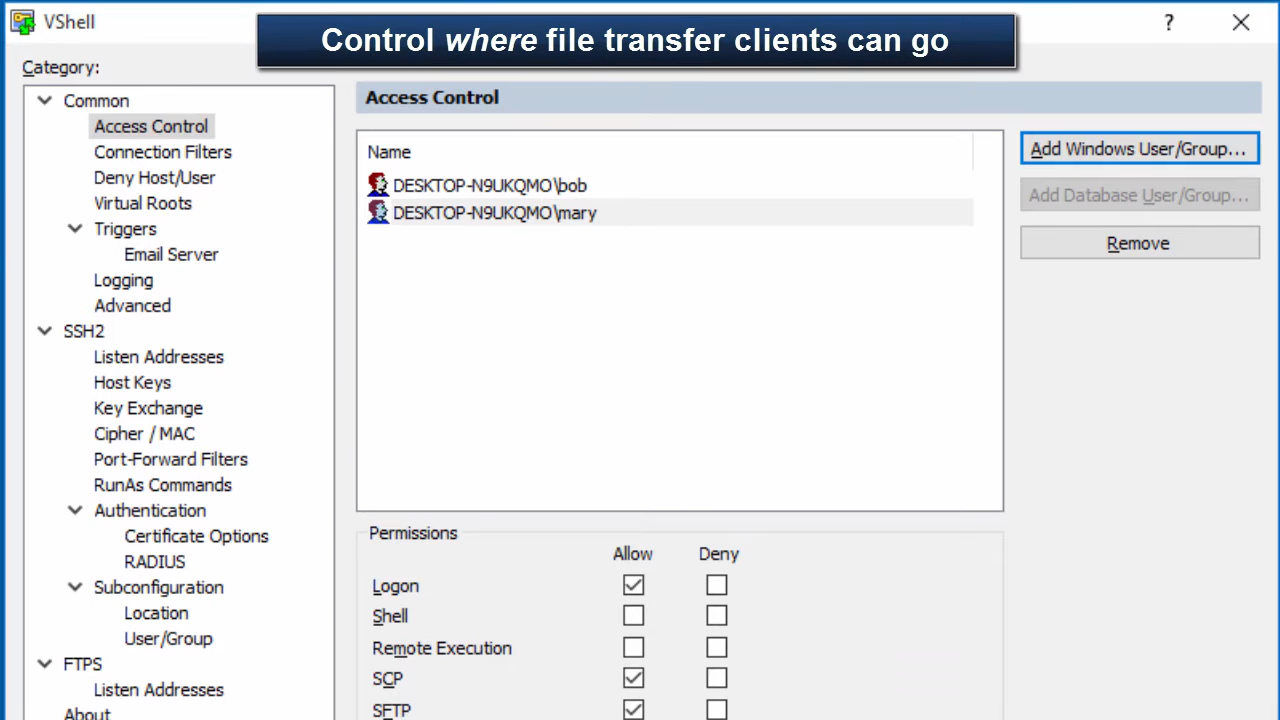 VShell
Control where file transfer clients can go
?
Category:
Common
Access Control
Connection Filters
Deny Host/User
Virtual Roots
Triggers
Email Server
Logging
Advanced
SSH2
Listen Addresses
Host Keys
Key Exchange
Cipher / MAC
Port-Forward Filters
RunAs Commands
Authentication
Certificate Options
RADIUS
Subconfiguration
Location
User/Group
FTPS
Listen Addresses
About
Access Control
Name
DESKTOP-N9UKQMO\bob
DESKTOP-N9UKQMO\mary
Add Windows User/Group...
Add Database User/Group...
Remove
Permissions
Allow Deny
Logon
Shell
Remote Execution
SCP
SFTP